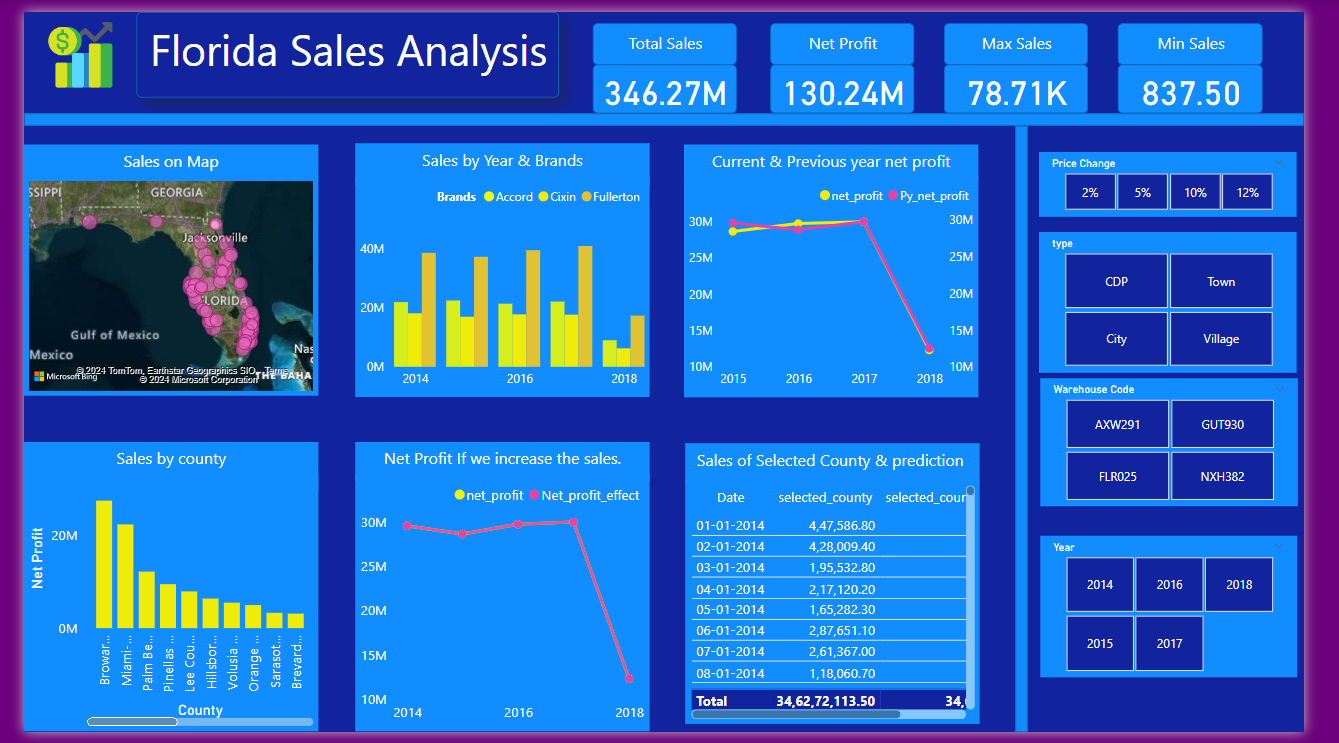 Florida Sales Analysis
Total Sales
346.27M
Net Profit
130.24M
Max Sales
78.71K
Min Sales
837.50
Sales on Map
SSIPPI
GEORGIA
Jacksonville
FLORIDA
Gulf of Mexico
Mexico
Nas
THE BAHA
© 2024 TomTom, Earthstar Geographics SIO, Terms
© 2024 Microsoft Corporation
Microsoft Bing
Sales by Year & Brands
Brands Accord Cixin Fullerton
40M
20M
0M
2014 2016 2018
Current & Previous year net profit
net_profit Py_net_profit
30M 30M
25M 25M
20M 20M
15M 15M
10M 10M
2015 2016 2017 2018
Sales by county
Net Profit
20M
0M
Browar...
Miami-...
Palm Be...
Pinellas ...
Lee Cou...
Hillsbor...
Volusia ...
Orange ...
Sarasot...
Brevard...
County
Net Profit If we increase the sales.
net_profit Net_profit_effect
30M
25M
20M
15M
10M
2014 2016 2018
Sales of Selected County & prediction
Date selected_county selected_cour
01-01-2014 4,47,586.80
02-01-2014 4,28,009.40
03-01-2014 1,95,532.80
04-01-2014 2,17,120.20
05-01-2014 1,65,282.30
06-01-2014 2,87,651.10
07-01-2014 2,61,367.00
08-01-2014 1,18,060.70
Total 34,62,72,113.50 34,
Price Change
2% 5% 10% 12%
type
CDP Town
City Village
Warehouse Code
AXW291 GUT930
FLR025 NXH382
Year
2014 2016 2018
2015 2017